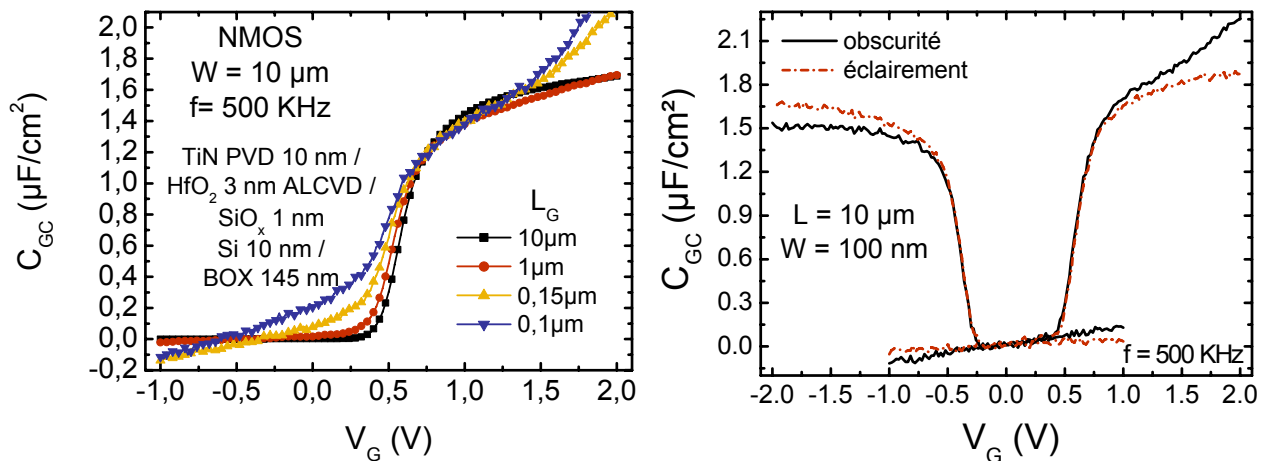 NMOS
W = 10 µm
f= 500 KHz
TiN PVD 10 nm /
HfO₂ 3 nm ALCVD /
SiOₓ 1 nm
Si 10 nm /
BOX 145 nm
L_G
10µm
1µm
0,15µm
0,1µm
C_GC (µF/cm²)
2,0
1,8
1,6
1,4
1,2
1,0
0,8
0,6
0,4
0,2
0,0
-0,2
-1,0 -0,5 0,0 0,5 1,0 1,5 2,0
V_G (V)
obscurité
éclairement
L = 10 µm
W = 100 nm
f = 500 KHz
C_GC (µF/cm²)
2.1
1.8
1.5
1.2
0.9
0.6
0.3
0.0
-2.0 -1.5 -1.0 -0.5 0.0 0.5 1.0 1.5 2.0
V_G (V)